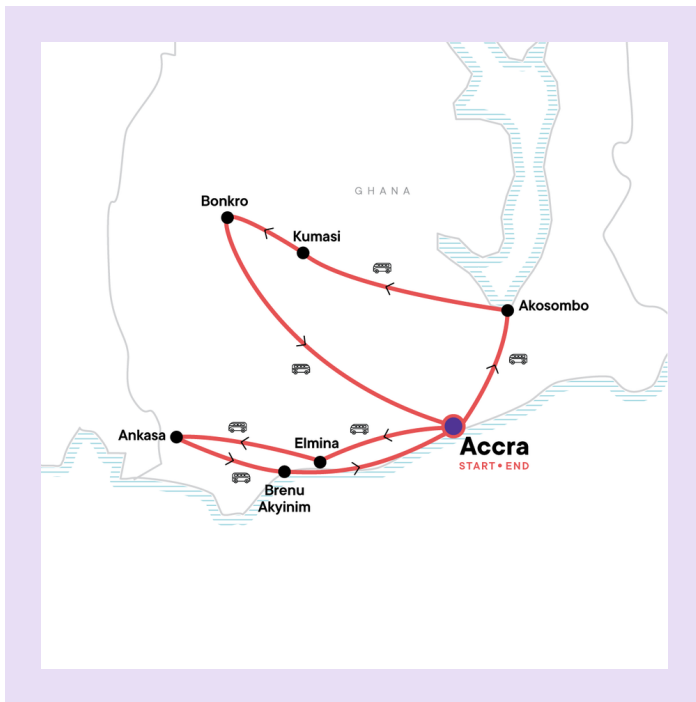 GHANA
Bonkro
Kumasi
Akosombo
Ankasa
Elmina
Accra
START • END
Brenu
Akyinim